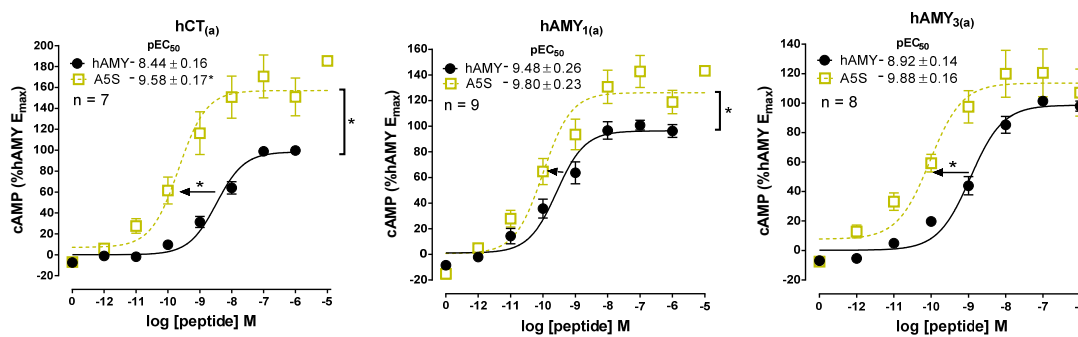 hCT(a)
pEC50
hAMY - 8.44 ± 0.16
A5S - 9.58 ± 0.17*
n = 7
*
*
cAMP (%hAMY Emax)
200
180
160
140
120
100
80
60
40
20
0
-20
0 -12 -11 -10 -9 -8 -7 -6 -5
log [peptide] M
hAMY1(a)
pEC50
hAMY - 9.48 ± 0.26
A5S - 9.80 ± 0.23
n = 9
*
cAMP (%hAMY Emax)
160
140
120
100
80
60
40
20
0
-20
0 -12 -11 -10 -9 -8 -7 -6 -5
log [peptide] M
hAMY3(a)
pEC50
hAMY - 8.92 ± 0.14
A5S - 9.88 ± 0.16
n = 8
*
cAMP (%hAMY Emax)
140
120
100
80
60
40
20
0
-20
0 -12 -11 -10 -9 -8 -7 -6
log [peptide] M